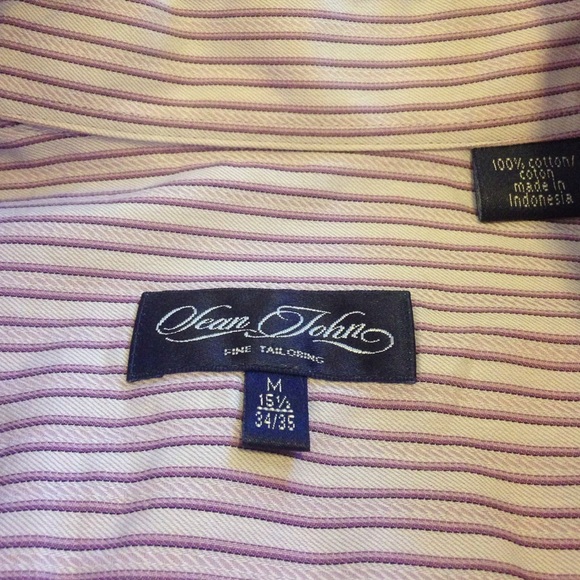 100% cotton/
coton
made in
Indonesia
Sean John
FINE TAILORING
M
15½
34/35